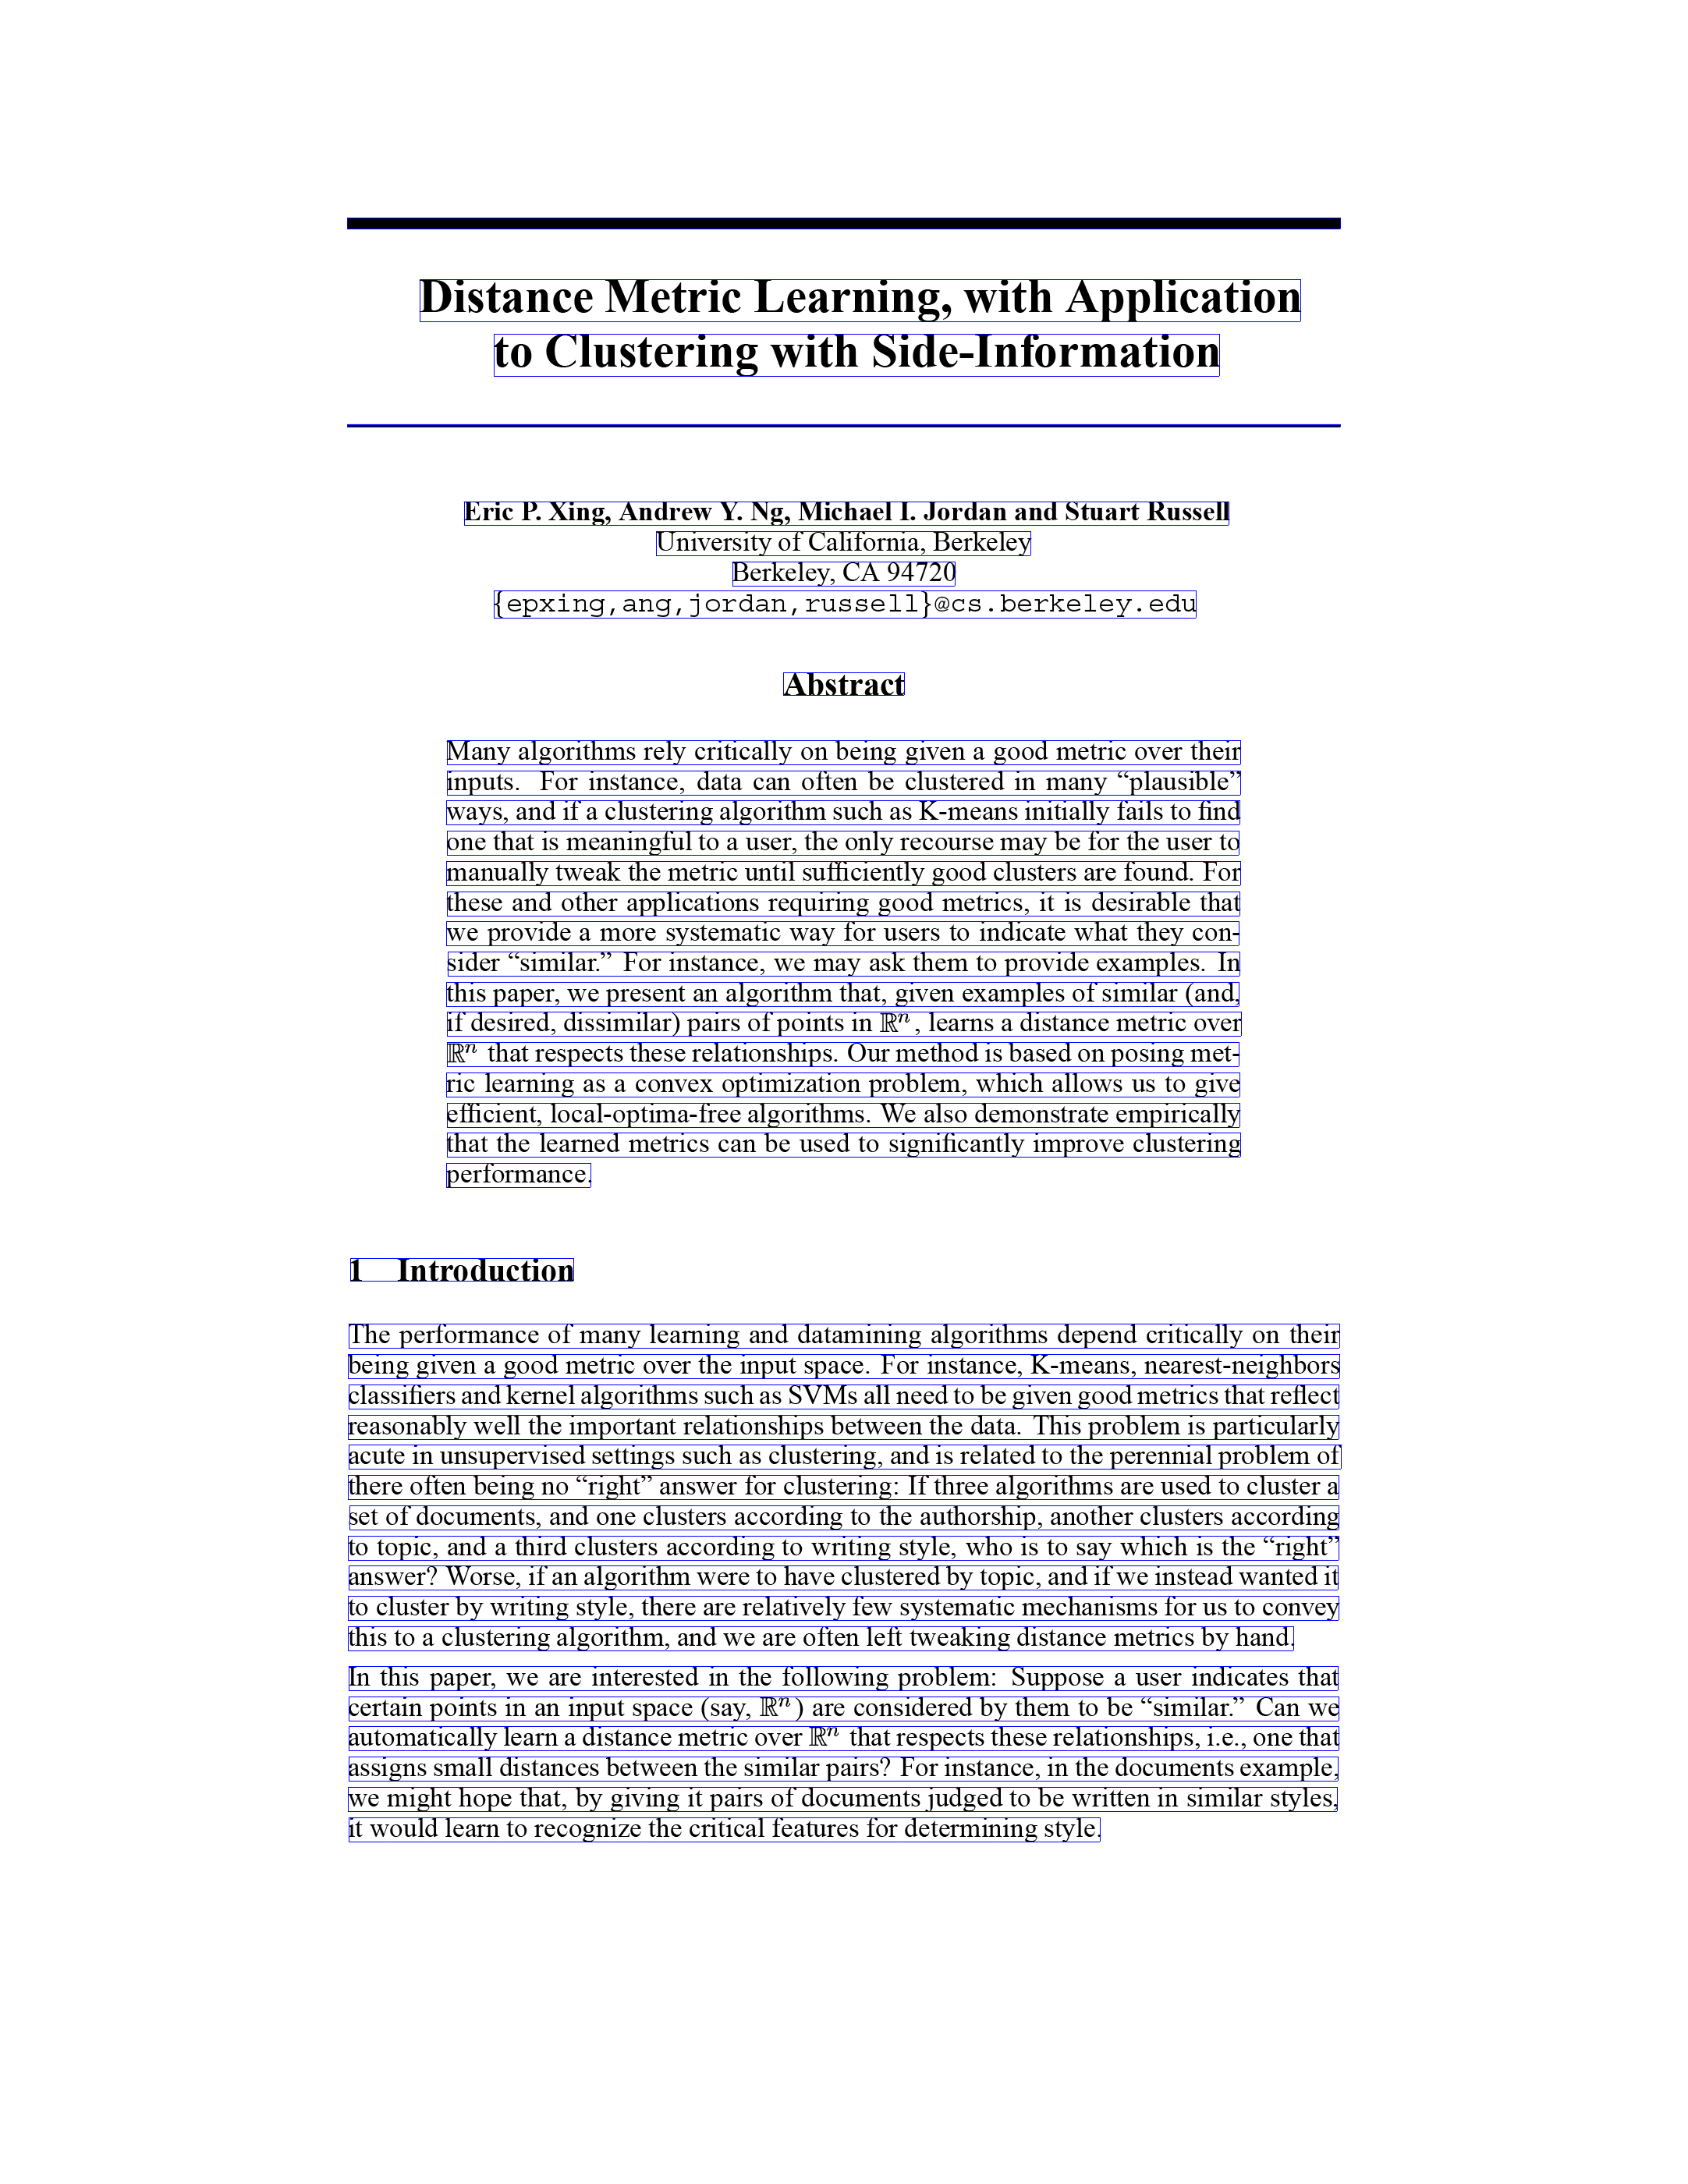 Distance Metric Learning, with Application
to Clustering with Side-Information
Eric P. Xing, Andrew Y. Ng, Michael I. Jordan and Stuart Russell
University of California, Berkeley
Berkeley, CA 94720
{epxing,ang,jordan,russell}@cs.berkeley.edu
Abstract
Many algorithms rely critically on being given a good metric over their
inputs. For instance, data can often be clustered in many “plausible”
ways, and if a clustering algorithm such as K-means initially fails to find
one that is meaningful to a user, the only recourse may be for the user to
manually tweak the metric until sufficiently good clusters are found. For
these and other applications requiring good metrics, it is desirable that
we provide a more systematic way for users to indicate what they con-
sider “similar.” For instance, we may ask them to provide examples. In
this paper, we present an algorithm that, given examples of similar (and,
if desired, dissimilar) pairs of points in ℝⁿ, learns a distance metric over
ℝⁿ that respects these relationships. Our method is based on posing met-
ric learning as a convex optimization problem, which allows us to give
efficient, local-optima-free algorithms. We also demonstrate empirically
that the learned metrics can be used to significantly improve clustering
performance.
1 Introduction
The performance of many learning and datamining algorithms depend critically on their
being given a good metric over the input space. For instance, K-means, nearest-neighbors
classifiers and kernel algorithms such as SVMs all need to be given good metrics that reflect
reasonably well the important relationships between the data. This problem is particularly
acute in unsupervised settings such as clustering, and is related to the perennial problem of
there often being no “right” answer for clustering: If three algorithms are used to cluster a
set of documents, and one clusters according to the authorship, another clusters according
to topic, and a third clusters according to writing style, who is to say which is the “right”
answer? Worse, if an algorithm were to have clustered by topic, and if we instead wanted it
to cluster by writing style, there are relatively few systematic mechanisms for us to convey
this to a clustering algorithm, and we are often left tweaking distance metrics by hand.
In this paper, we are interested in the following problem: Suppose a user indicates that
certain points in an input space (say, ℝⁿ) are considered by them to be “similar.” Can we
automatically learn a distance metric over ℝⁿ that respects these relationships, i.e., one that
assigns small distances between the similar pairs? For instance, in the documents example,
we might hope that, by giving it pairs of documents judged to be written in similar styles,
it would learn to recognize the critical features for determining style.